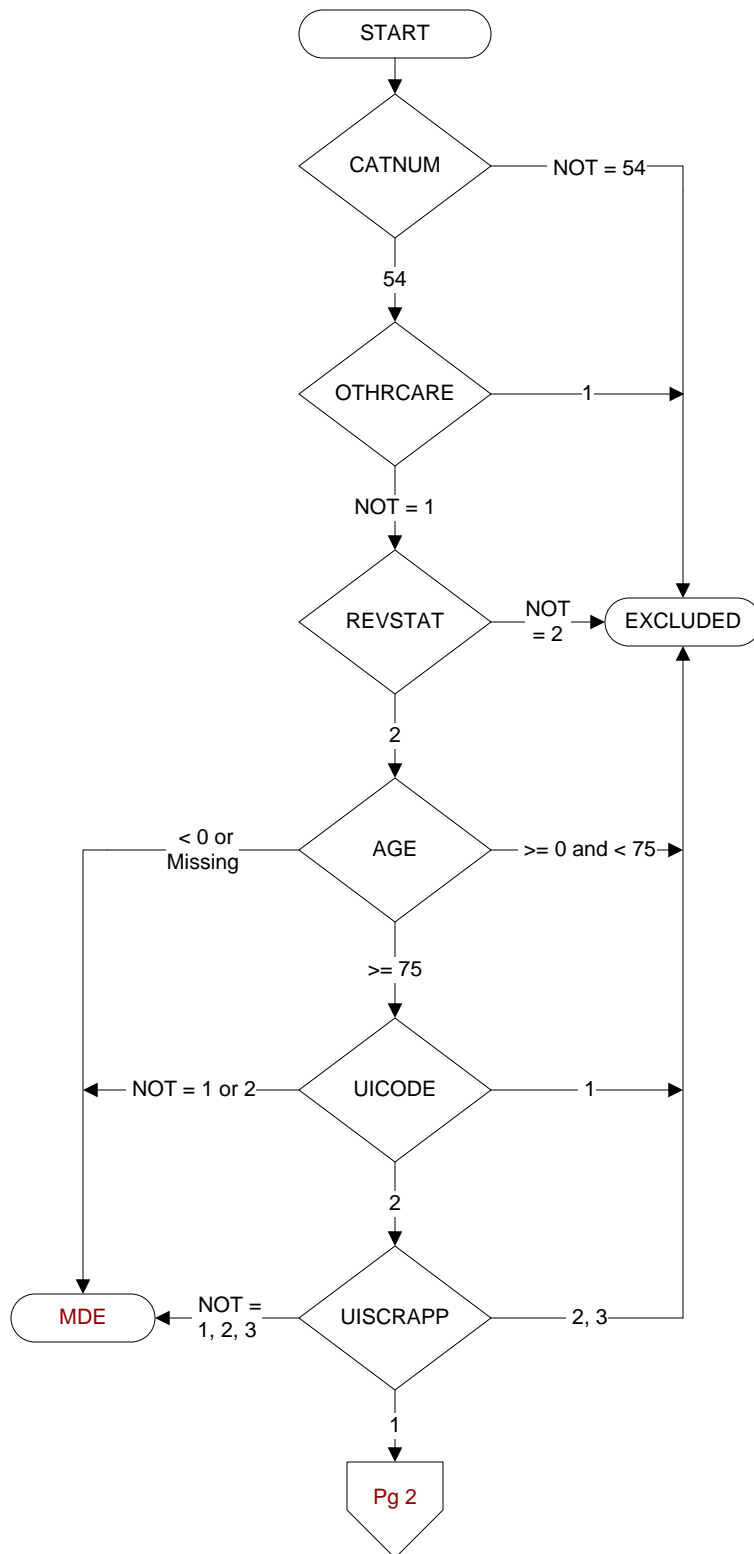 START
CATNUM
NOT = 54
54
OTHRCARE
1
NOT = 1
REVSTAT
NOT
= 2
EXCLUDED
2
< 0 or
Missing
AGE
>= 0 and < 75
>= 75
NOT = 1 or 2
UICODE
1
2
MDE
NOT =
1, 2, 3
UISCRAPP
2, 3
1
Pg 2